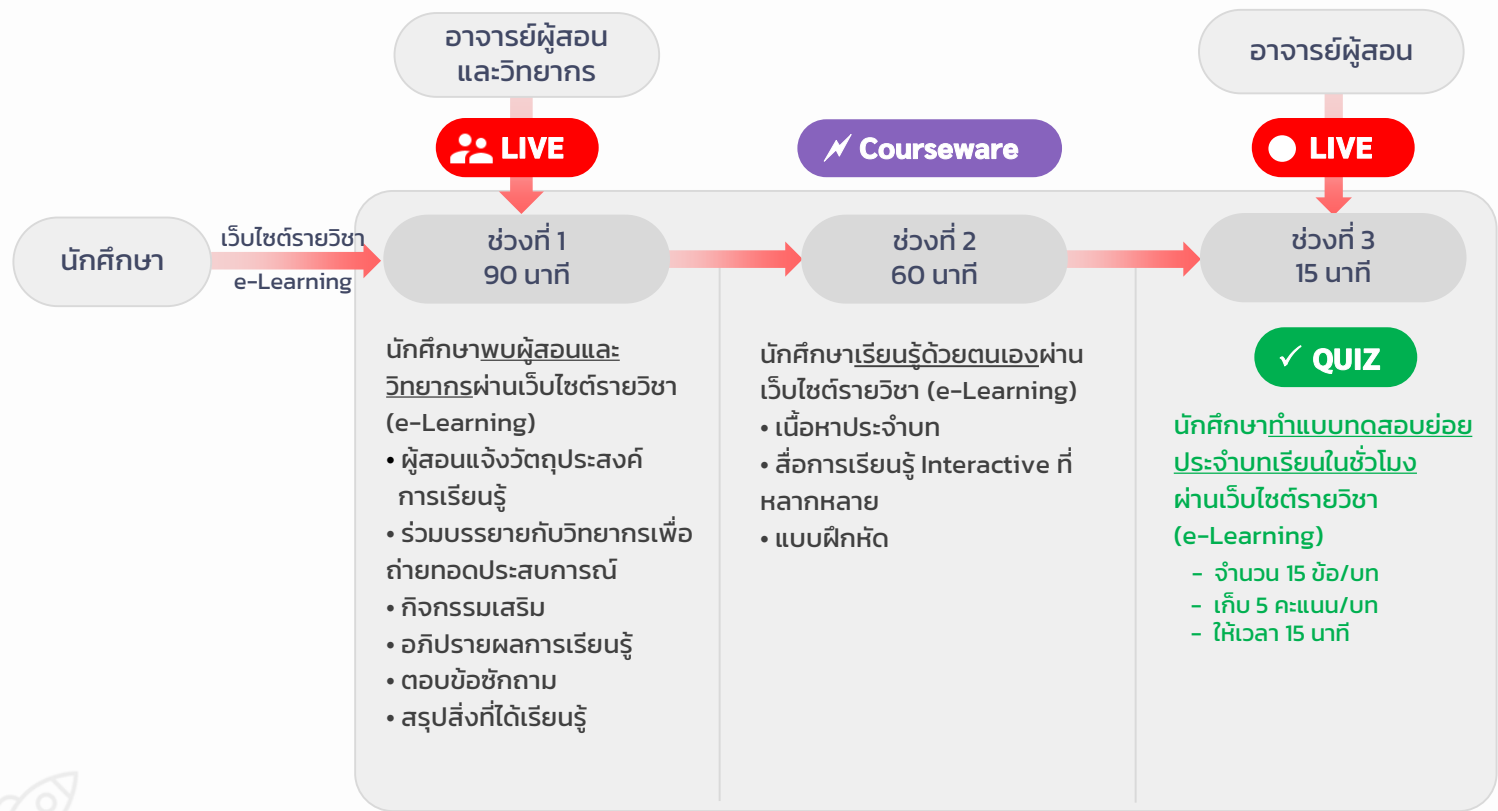 อาจารย์ผู้สอน
และวิทยากร
LIVE
Courseware
อาจารย์ผู้สอน
LIVE
นักศึกษา
เว็บไซต์รายวิชา
e-Learning
ช่วงที่ 1
90 นาที
ช่วงที่ 2
60 นาที
ช่วงที่ 3
15 นาที
นักศึกษาพบผู้สอนและ
วิทยากรผ่านเว็บไซต์รายวิชา
(e-Learning)
• ผู้สอนแจ้งวัตถุประสงค์
การเรียนรู้
• ร่วมบรรยายกับวิทยากรเพื่อ
ถ่ายทอดประสบการณ์
• กิจกรรมเสริม
• อภิปรายผลการเรียนรู้
• ตอบข้อซักถาม
• สรุปสิ่งที่ได้เรียนรู้
นักศึกษาเรียนรู้ด้วยตนเองผ่าน
เว็บไซต์รายวิชา (e-Learning)
• เนื้อหาประจำบท
• สื่อการเรียนรู้ Interactive ที่
หลากหลาย
• แบบฝึกหัด
✓ QUIZ
นักศึกษาทำแบบทดสอบย่อย
ประจำบทเรียนในชั่วโมง
ผ่านเว็บไซต์รายวิชา
(e-Learning)
- จำนวน 15 ข้อ/บท
- เก็บ 5 คะแนน/บท
- ให้เวลา 15 นาที